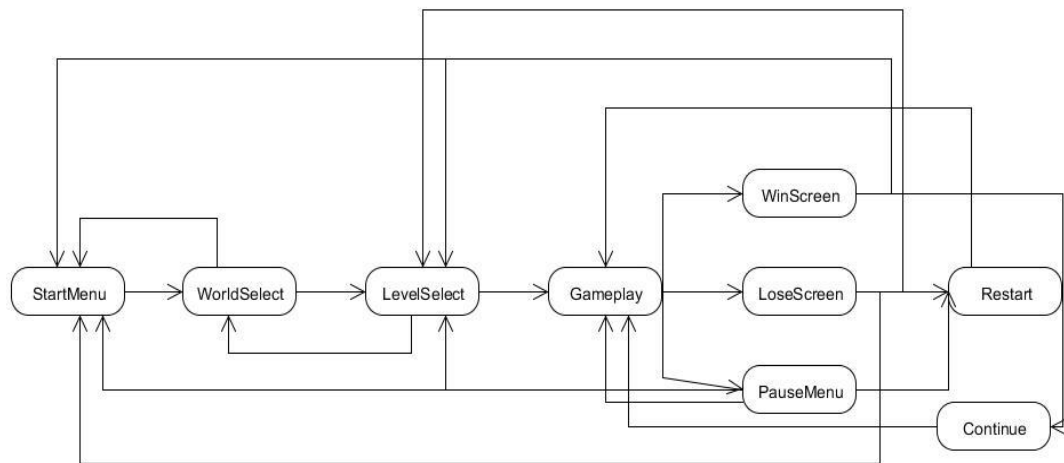 WinScreen
StartMenu
WorldSelect
LevelSelect
Gameplay
LoseScreen
Restart
PauseMenu
Continue